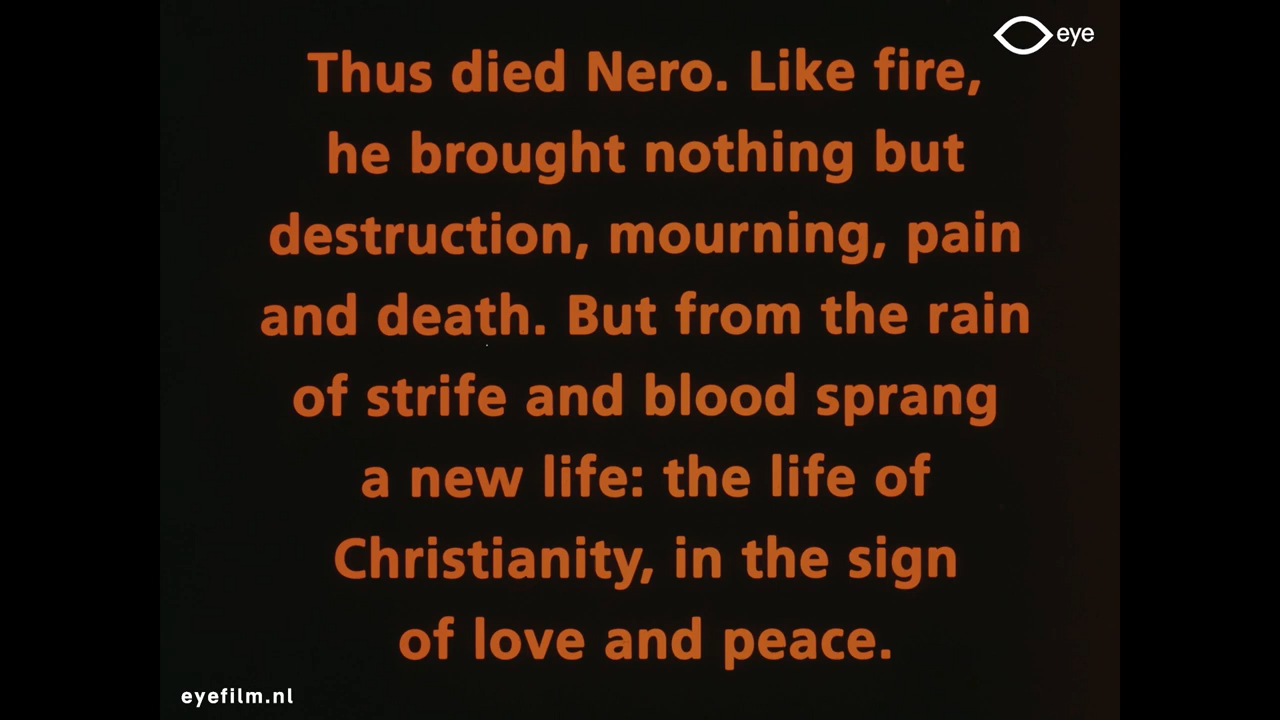 eye
Thus died Nero. Like fire,
he brought nothing but
destruction, mourning, pain
and death. But from the rain
of strife and blood sprang
a new life: the life of
Christianity, in the sign
of love and peace.
eyefilm.nl